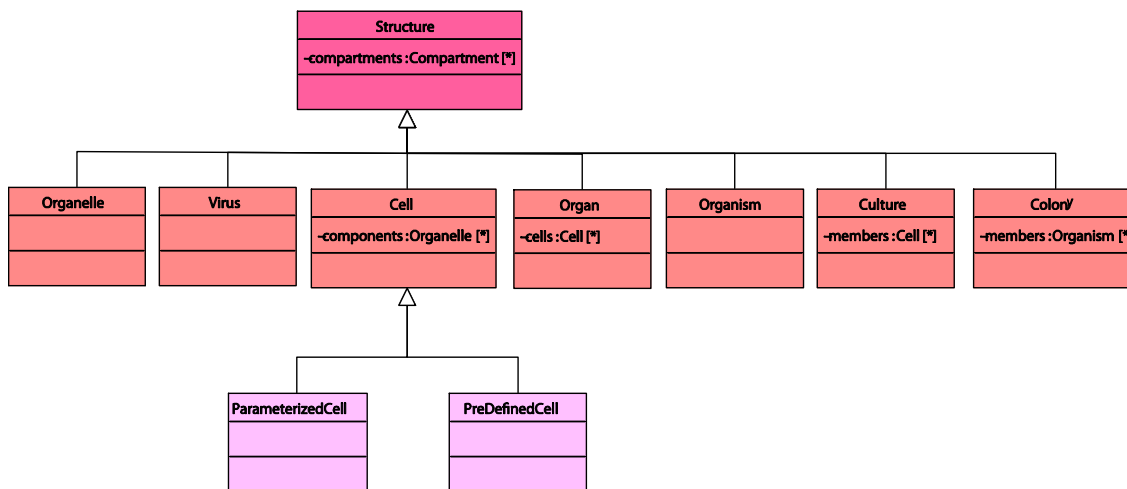 Structure
-compartments :Compartment [*]
Organelle
Virus
Cell
Organ
Organism
Culture
Colony
-components :Organelle [*]
-cells :Cell [*]
-members :Cell [*]
-members :Organism [*
ParameterizedCell
PreDefinedCell